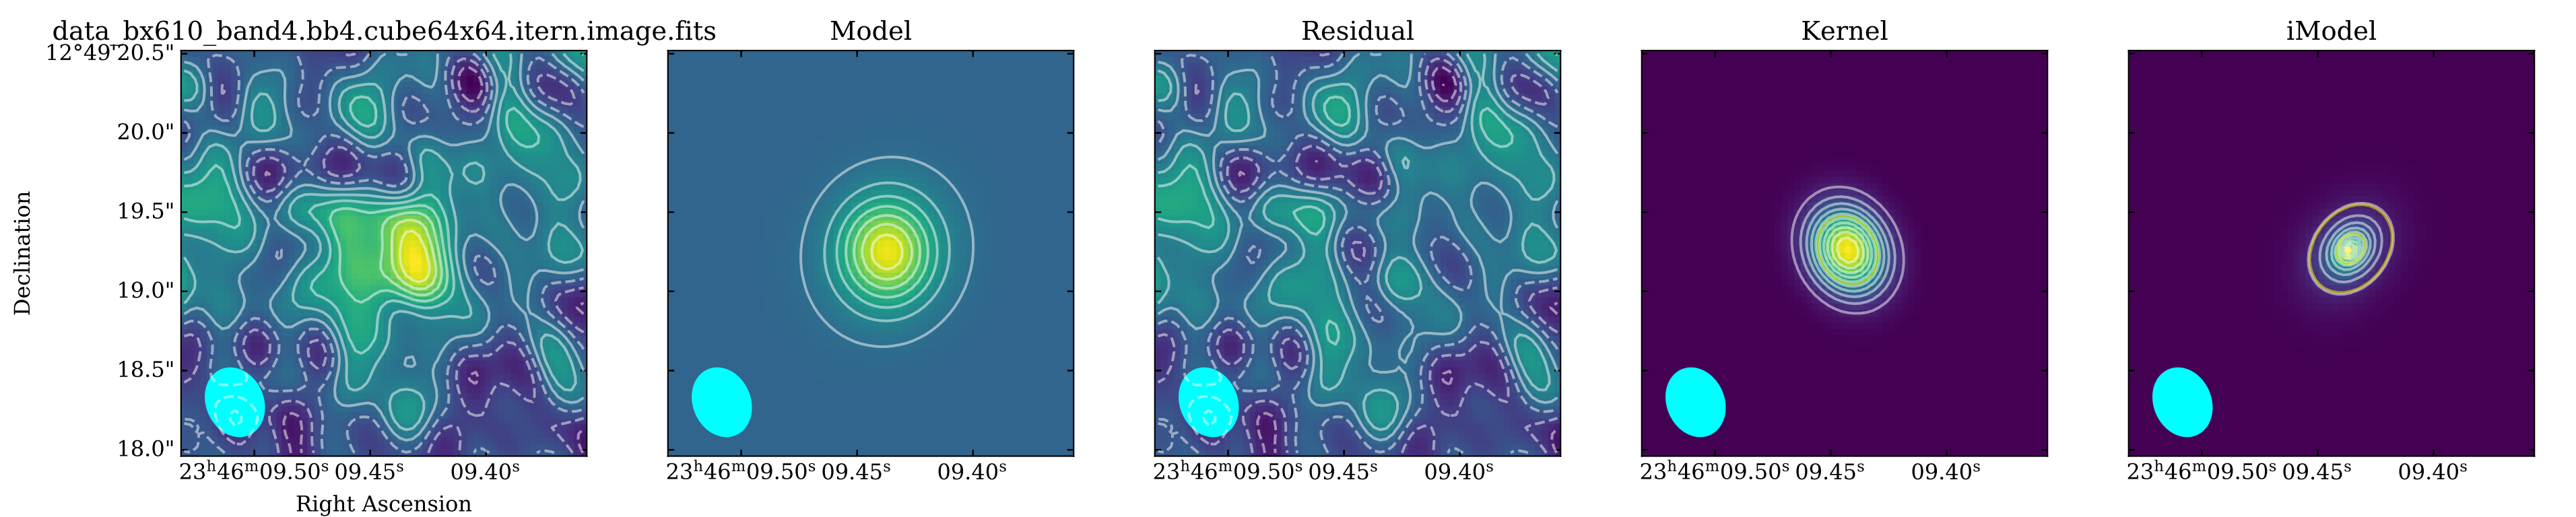 data_bx610_band4.bb4.cube64x64.itern.image.fits
Model
Residual
Kernel
iModel
12°49'20.5"
20.0"
19.5"
19.0"
18.5"
18.0"
Declination
23ʰ46ᵐ09.50ˢ 09.45ˢ 09.40ˢ
23ʰ46ᵐ09.50ˢ 09.45ˢ 09.40ˢ
23ʰ46ᵐ09.50ˢ 09.45ˢ 09.40ˢ
23ʰ46ᵐ09.50ˢ 09.45ˢ 09.40ˢ
23ʰ46ᵐ09.50ˢ 09.45ˢ 09.40ˢ
Right Ascension